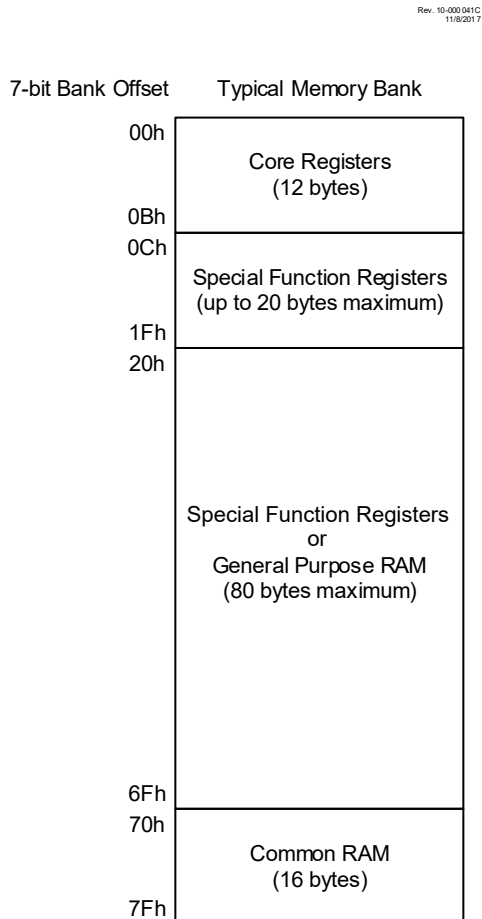 Rev. 10-000 041C
11/8/2017
7-bit Bank Offset
Typical Memory Bank
00h
Core Registers
(12 bytes)
0Bh
0Ch
Special Function Registers
(up to 20 bytes maximum)
1Fh
20h
Special Function Registers
or
General Purpose RAM
(80 bytes maximum)
6Fh
70h
Common RAM
(16 bytes)
7Fh